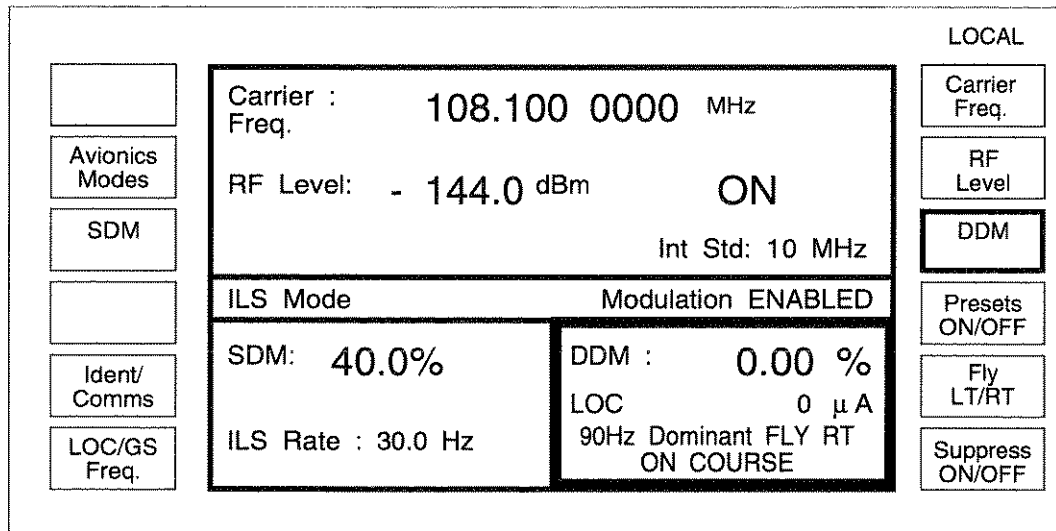 LOCAL
Avionics
Modes
SDM
Ident/
Comms
LOC/GS
Freq.
Carrier :
Freq.
108.100 0000 MHz
RF Level: - 144.0 dBm ON
Int Std: 10 MHz
ILS Mode Modulation ENABLED
SDM: 40.0%
ILS Rate : 30.0 Hz
DDM : 0.00 %
LOC 0 μA
90Hz Dominant FLY RT
ON COURSE
Carrier
Freq.
RF
Level
DDM
Presets
ON/OFF
Fly
LT/RT
Suppress
ON/OFF